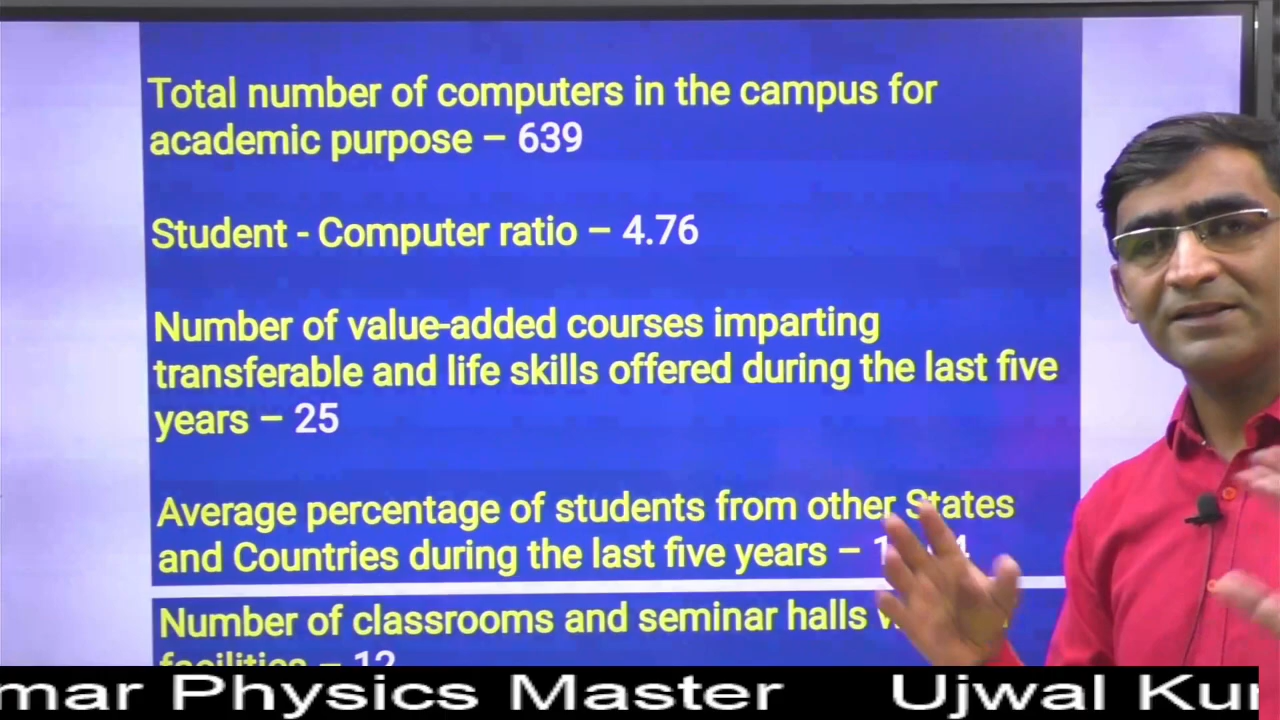 Total number of computers in the campus for
academic purpose – 639
Student - Computer ratio – 4.76
Number of value-added courses imparting
transferable and life skills offered during the last five
years – 25
Average percentage of students from other States
and Countries during the last five years –
Number of classrooms and seminar halls
facilities – 12
mar Physics Master Ujwal Kur